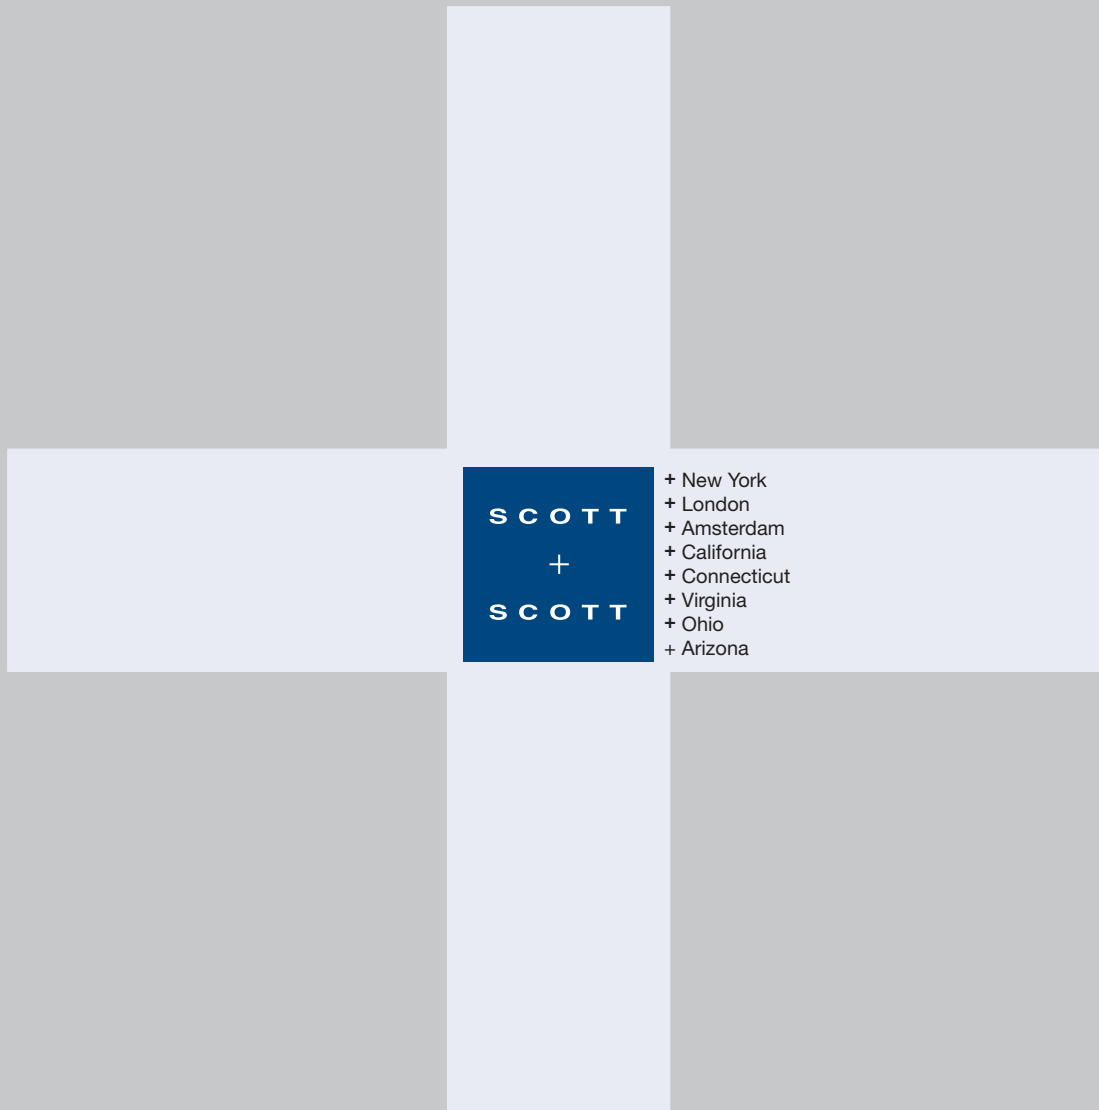 SCOTT
+
SCOTT
+ New York
+ London
+ Amsterdam
+ California
+ Connecticut
+ Virginia
+ Ohio
+ Arizona